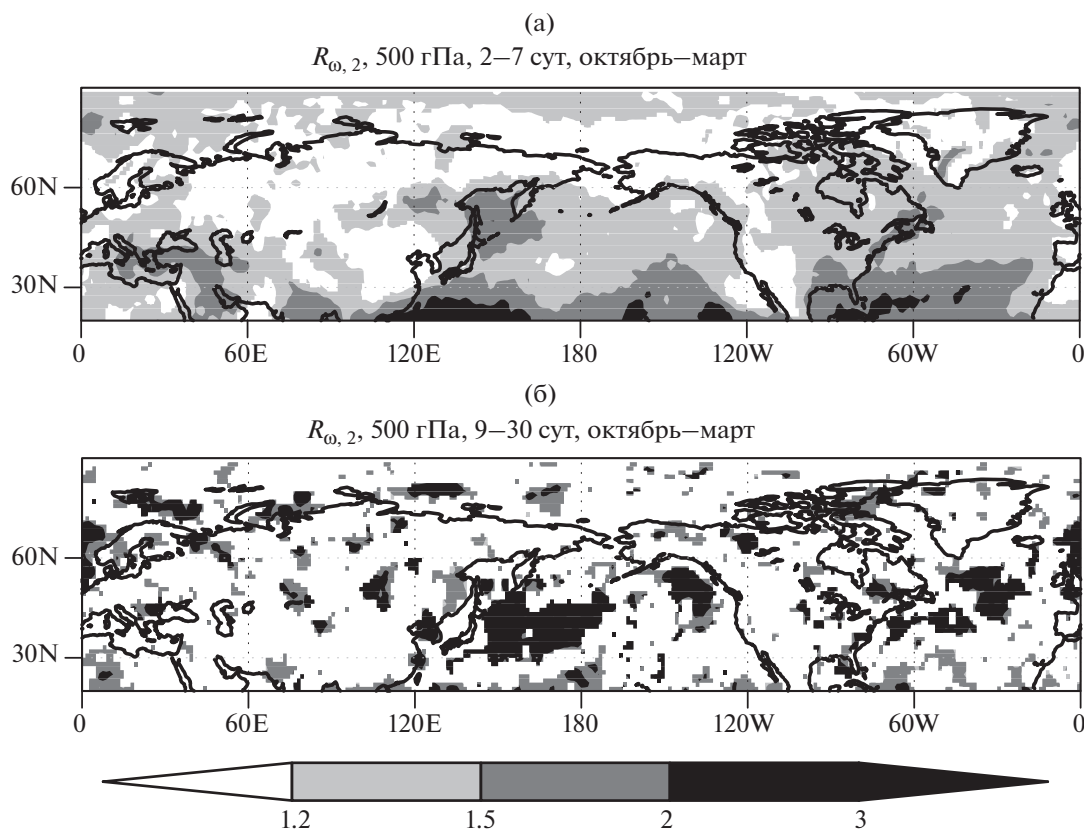 (а)
R_ω, 2, 500 гПа, 2–7 сут, октябрь–март
60N
30N
0 60E 120E 180 120W 60W 0
(б)
R_ω, 2, 500 гПа, 9–30 сут, октябрь–март
60N
30N
0 60E 120E 180 120W 60W 0
1.2 1.5 2 3